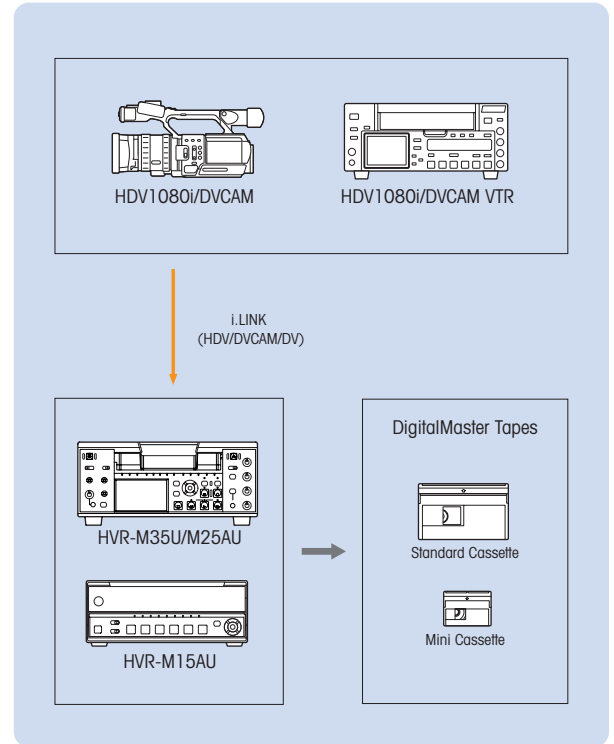 HDV1080i/DVCAM
HDV1080i/DVCAM VTR
i.LINK
(HDV/DVCAM/DV)
HVR-M35U/M25AU
HVR-M15AU
DigitalMaster Tapes
Standard Cassette
Mini Cassette